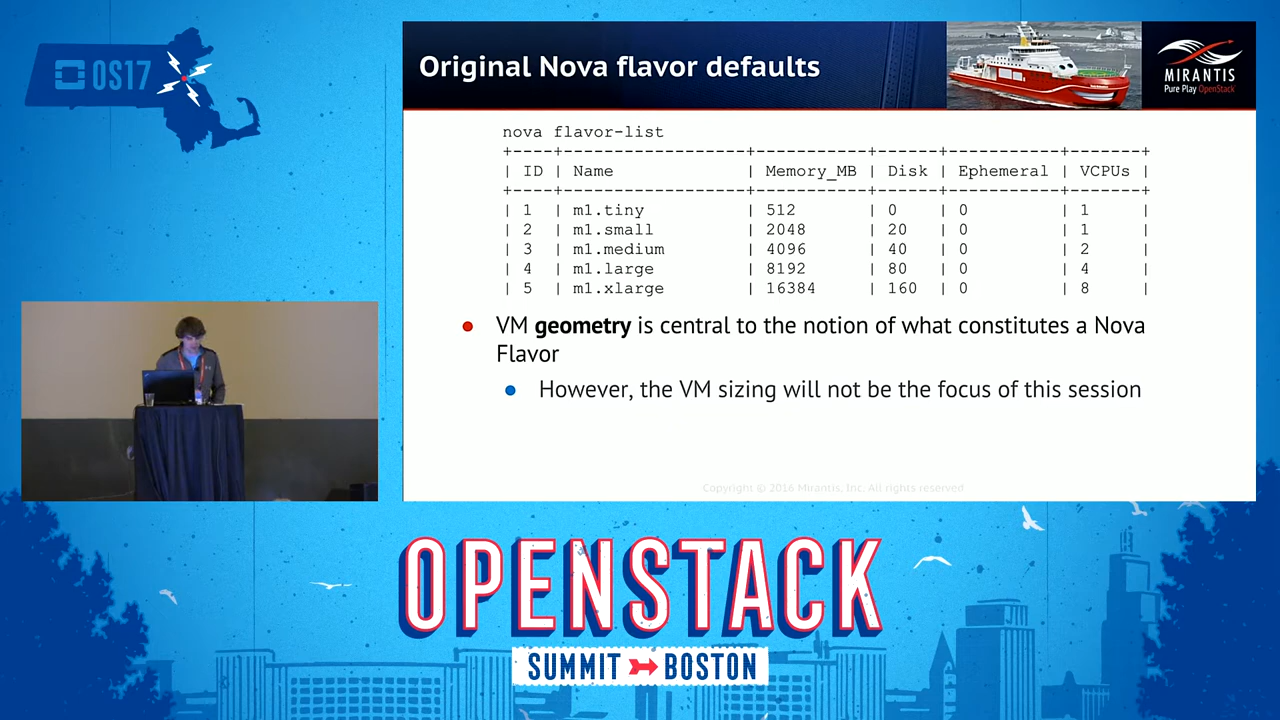 OS17
Original Nova flavor defaults
MIRANTIS
Pure Play OpenStack
nova flavor-list
+----+-------------------+-----------+------+-----------+-------+
| ID | Name | Memory_MB | Disk | Ephemeral | VCPUs |
+----+-------------------+-----------+------+-----------+-------+
| 1 | m1.tiny | 512 | 0 | 0 | 1 |
| 2 | m1.small | 2048 | 20 | 0 | 1 |
| 3 | m1.medium | 4096 | 40 | 0 | 2 |
| 4 | m1.large | 8192 | 80 | 0 | 4 |
| 5 | m1.xlarge | 16384 | 160 | 0 | 8 |
• VM geometry is central to the notion of what constitutes a Nova
Flavor
• However, the VM sizing will not be the focus of this session
Copyright © 2016 Mirantis, Inc. All rights reserved
OPENSTACK
SUMMIT BOSTON